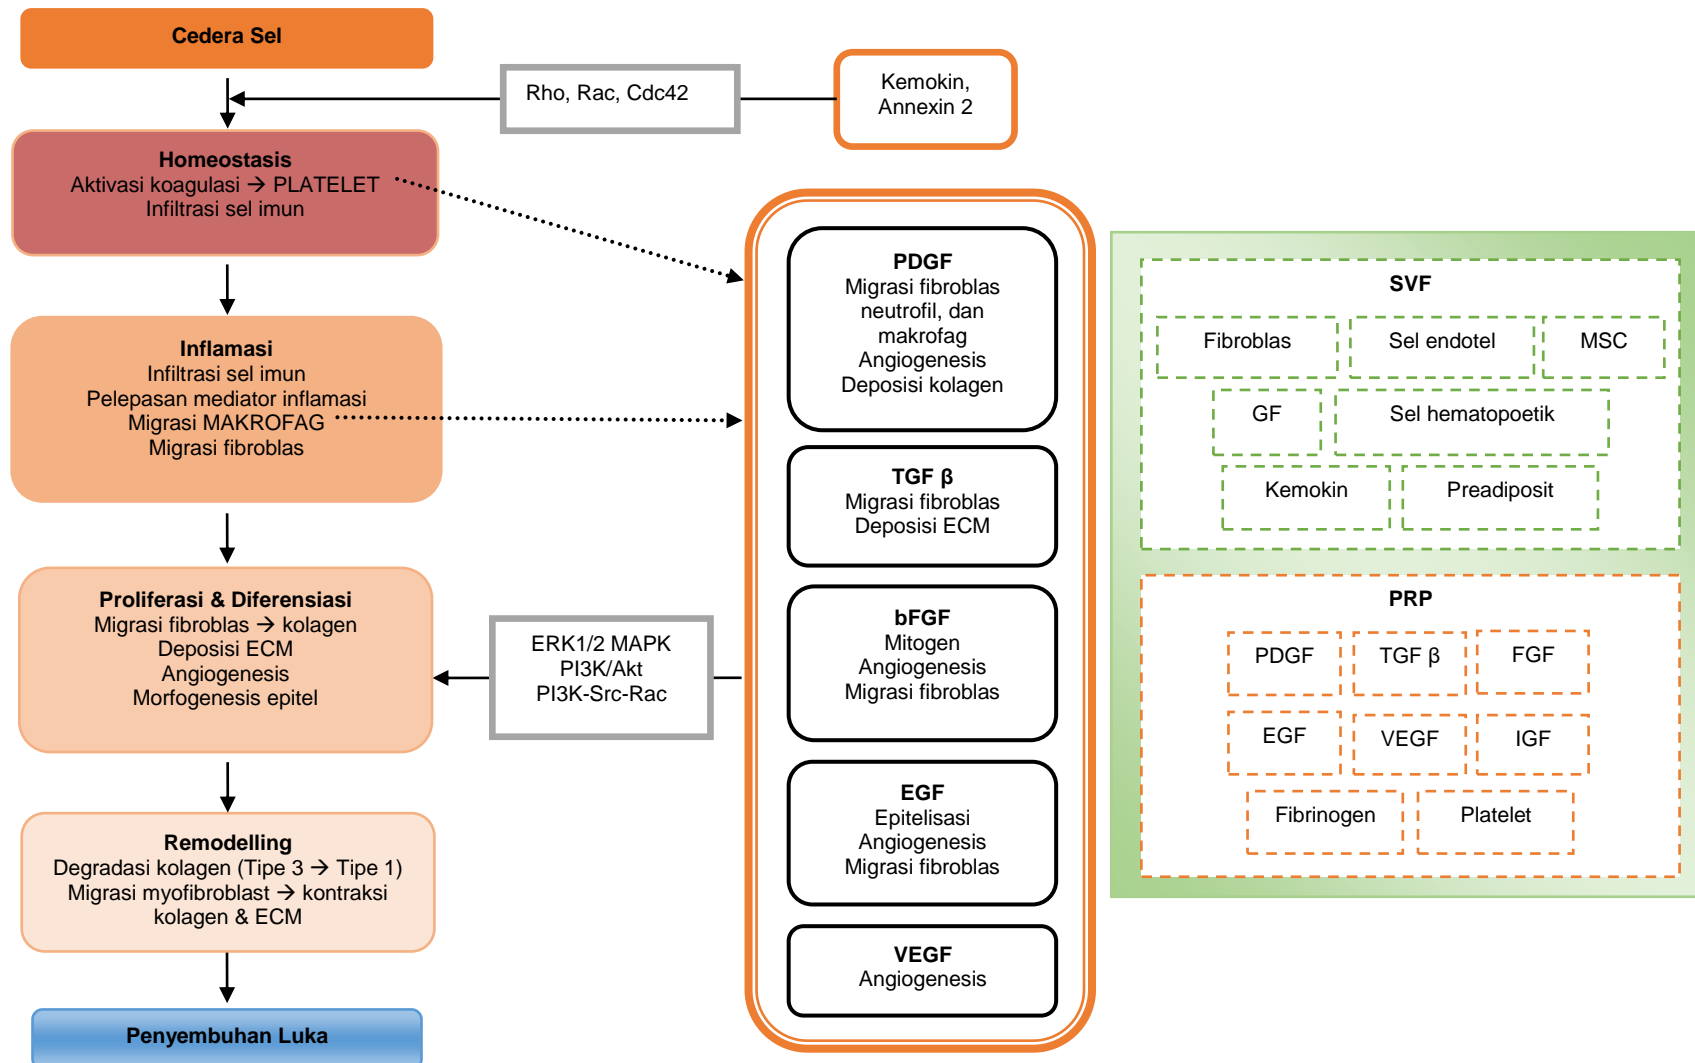 Cedera Sel
Rho, Rac, Cdc42
Kemokin,
Annexin 2
Homeostasis
Aktivasi koagulasi → PLATELET
Infiltrasi sel imun
Inflamasi
Infiltrasi sel imun
Pelepasan mediator inflamasi
Migrasi MAKROFAG
Migrasi fibroblas
Proliferasi & Diferensiasi
Migrasi fibroblas → kolagen
Deposisi ECM
Angiogenesis
Morfogenesis epitel
ERK1/2 MAPK
PI3K/Akt
PI3K-Src-Rac
Remodelling
Degradasi kolagen (Tipe 3 → Tipe 1)
Migrasi myofibroblast → kontraksi
kolagen & ECM
Penyembuhan Luka
PDGF
Migrasi fibroblas
neutrofil, dan
makrofag
Angiogenesis
Deposisi kolagen
TGF β
Migrasi fibroblas
Deposisi ECM
bFGF
Mitogen
Angiogenesis
Migrasi fibroblas
EGF
Epitelisasi
Angiogenesis
Migrasi fibroblas
VEGF
Angiogenesis
SVF
Fibroblas
Sel endotel
MSC
GF
Sel hematopoetik
Kemokin
Preadiposit
PRP
PDGF
TGF β
FGF
EGF
VEGF
IGF
Fibrinogen
Platelet